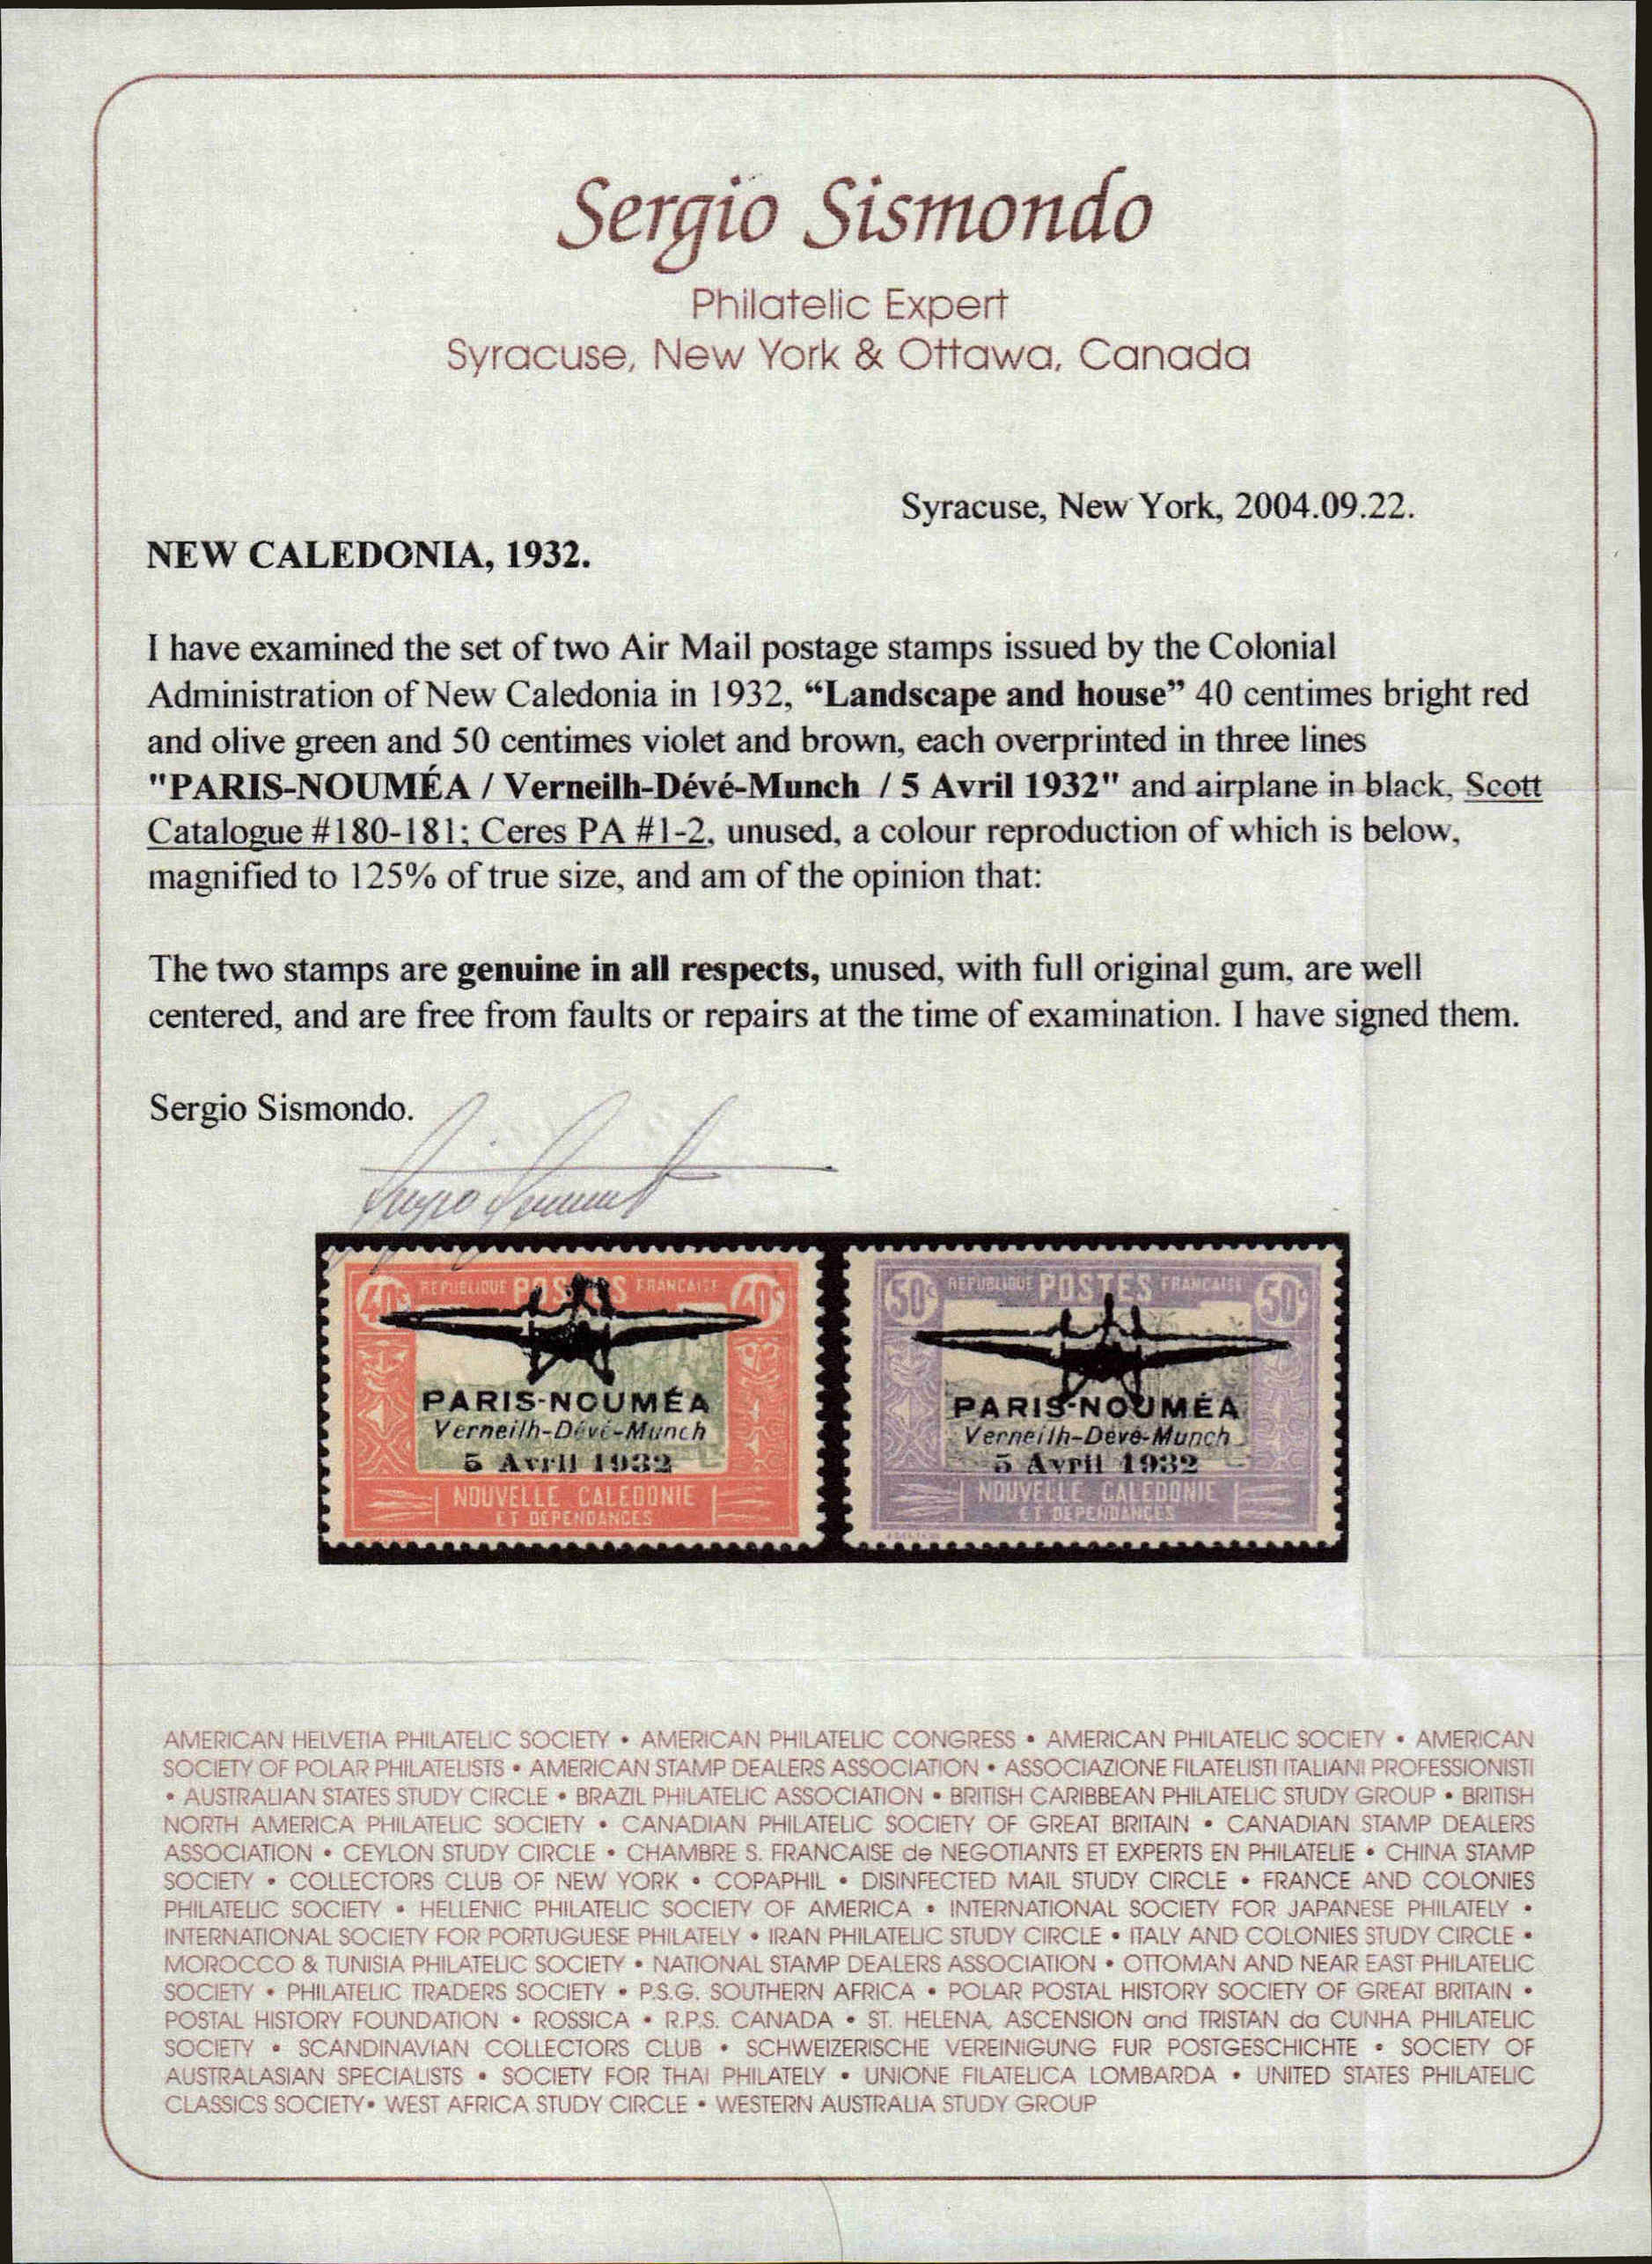 Sergio Sismondo
Philatelic Expert
Syracuse, New York & Ottawa, Canada
Syracuse, New York, 2004.09.22.
NEW CALEDONIA, 1932.
I have examined the set of two Air Mail postage stamps issued by the Colonial
Administration of New Caledonia in 1932, “Landscape and house” 40 centimes bright red
and olive green and 50 centimes violet and brown, each overprinted in three lines
"PARIS-NOUMÉA / Verneilh-Dévé-Munch / 5 Avril 1932" and airplane in black, Scott
Catalogue #180-181; Ceres PA #1-2, unused, a colour reproduction of which is below,
magnified to 125% of true size, and am of the opinion that:
The two stamps are genuine in all respects, unused, with full original gum, are well
centered, and are free from faults or repairs at the time of examination. I have signed them.
Sergio Sismondo.
40c REPUBLIQUE POSTES FRANCAISE 40c
PARIS-NOUMÉA
Verneilh-Dévé-Munch
5 Avril 1932
NOUVELLE CALEDONIE
ET DEPENDANCES
50c REPUBLIQUE POSTES FRANCAISE 50c
PARIS-NOUMÉA
Verneilh-Dévé-Munch
5 Avril 1932
NOUVELLE CALEDONIE
ET DEPENDANCES
AMERICAN HELVETIA PHILATELIC SOCIETY • AMERICAN PHILATELIC CONGRESS • AMERICAN PHILATELIC SOCIETY • AMERICAN
SOCIETY OF POLAR PHILATELISTS • AMERICAN STAMP DEALERS ASSOCIATION • ASSOCIAZIONE FILATELISTI ITALIANI PROFESSIONISTI
• AUSTRALIAN STATES STUDY CIRCLE • BRAZIL PHILATELIC ASSOCIATION • BRITISH CARIBBEAN PHILATELIC STUDY GROUP • BRITISH
NORTH AMERICA PHILATELIC SOCIETY • CANADIAN PHILATELIC SOCIETY OF GREAT BRITAIN • CANADIAN STAMP DEALERS
ASSOCIATION • CEYLON STUDY CIRCLE • CHAMBRE S. FRANCAISE de NEGOTIANTS ET EXPERTS EN PHILATELIE • CHINA STAMP
SOCIETY • COLLECTORS CLUB OF NEW YORK • COPAPHIL • DISINFECTED MAIL STUDY CIRCLE • FRANCE AND COLONIES
PHILATELIC SOCIETY • HELLENIC PHILATELIC SOCIETY OF AMERICA • INTERNATIONAL SOCIETY FOR JAPANESE PHILATELY •
INTERNATIONAL SOCIETY FOR PORTUGUESE PHILATELY • IRAN PHILATELIC STUDY CIRCLE • ITALY AND COLONIES STUDY CIRCLE •
MOROCCO & TUNISIA PHILATELIC SOCIETY • NATIONAL STAMP DEALERS ASSOCIATION • OTTOMAN AND NEAR EAST PHILATELIC
SOCIETY • PHILATELIC TRADERS SOCIETY • P.S.G. SOUTHERN AFRICA • POLAR POSTAL HISTORY SOCIETY OF GREAT BRITAIN •
POSTAL HISTORY FOUNDATION • ROSSICA • R.P.S. CANADA • ST. HELENA, ASCENSION and TRISTAN da CUNHA PHILATELIC
SOCIETY • SCANDINAVIAN COLLECTORS CLUB • SCHWEIZERISCHE VEREINIGUNG FUR POSTGESCHICHTE • SOCIETY OF
AUSTRALASIAN SPECIALISTS • SOCIETY FOR THAI PHILATELY • UNIONE FILATELICA LOMBARDA • UNITED STATES PHILATELIC
CLASSICS SOCIETY• WEST AFRICA STUDY CIRCLE • WESTERN AUSTRALIA STUDY GROUP